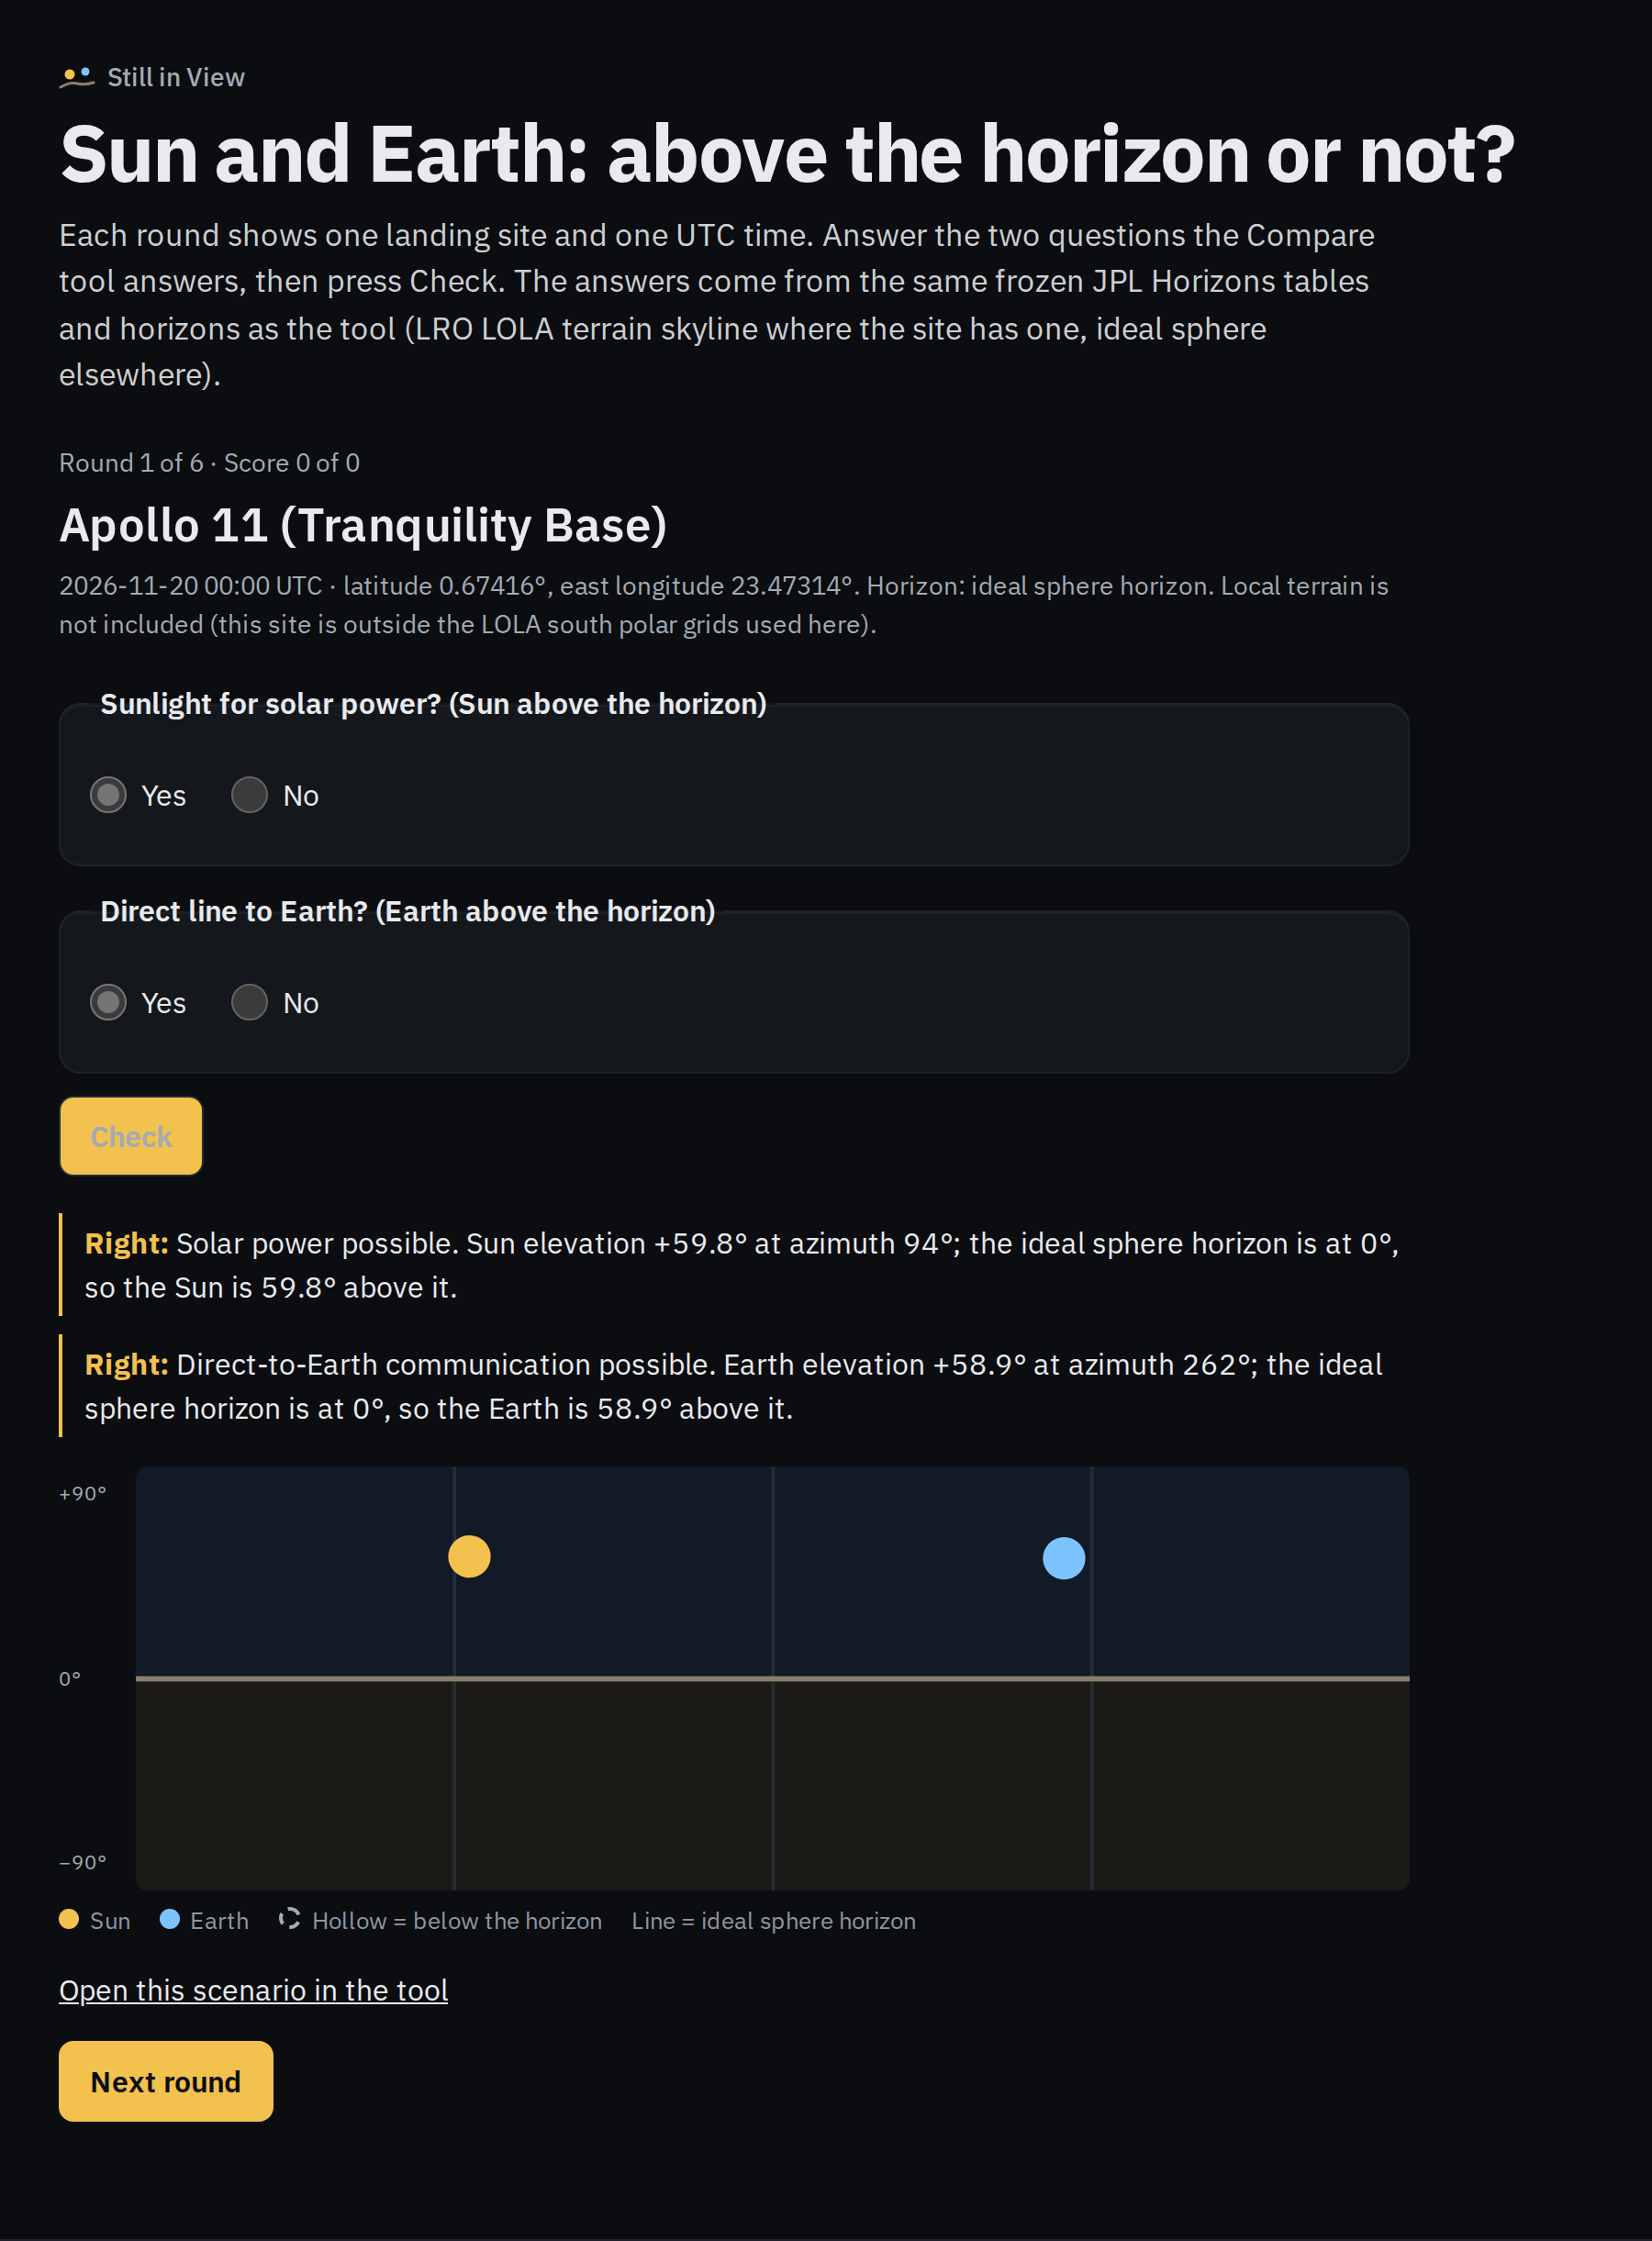 Still in View
Sun and Earth: above the horizon or not?
Each round shows one landing site and one UTC time. Answer the two questions the Compare
tool answers, then press Check. The answers come from the same frozen JPL Horizons tables
and horizons as the tool (LRO LOLA terrain skyline where the site has one, ideal sphere
elsewhere).
Round 1 of 6 · Score 0 of 0
Apollo 11 (Tranquility Base)
2026-11-20 00:00 UTC · latitude 0.67416°, east longitude 23.47314°. Horizon: ideal sphere horizon. Local terrain is
not included (this site is outside the LOLA south polar grids used here).
Sunlight for solar power? (Sun above the horizon)
Yes No
Direct line to Earth? (Earth above the horizon)
Yes No
Check
Right: Solar power possible. Sun elevation +59.8° at azimuth 94°; the ideal sphere horizon is at 0°,
so the Sun is 59.8° above it.
Right: Direct-to-Earth communication possible. Earth elevation +58.9° at azimuth 262°; the ideal
sphere horizon is at 0°, so the Earth is 58.9° above it.
+90°
0°
−90°
Sun Earth Hollow = below the horizon Line = ideal sphere horizon
Open this scenario in the tool
Next round